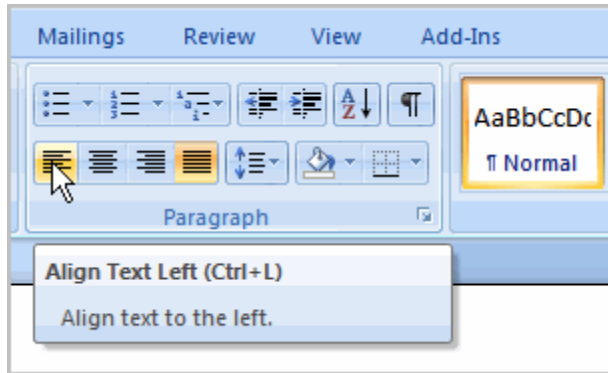 Mailings Review View Add-Ins
AaBbCcDc
¶ Normal
Paragraph
Align Text Left (Ctrl+L)
Align text to the left.